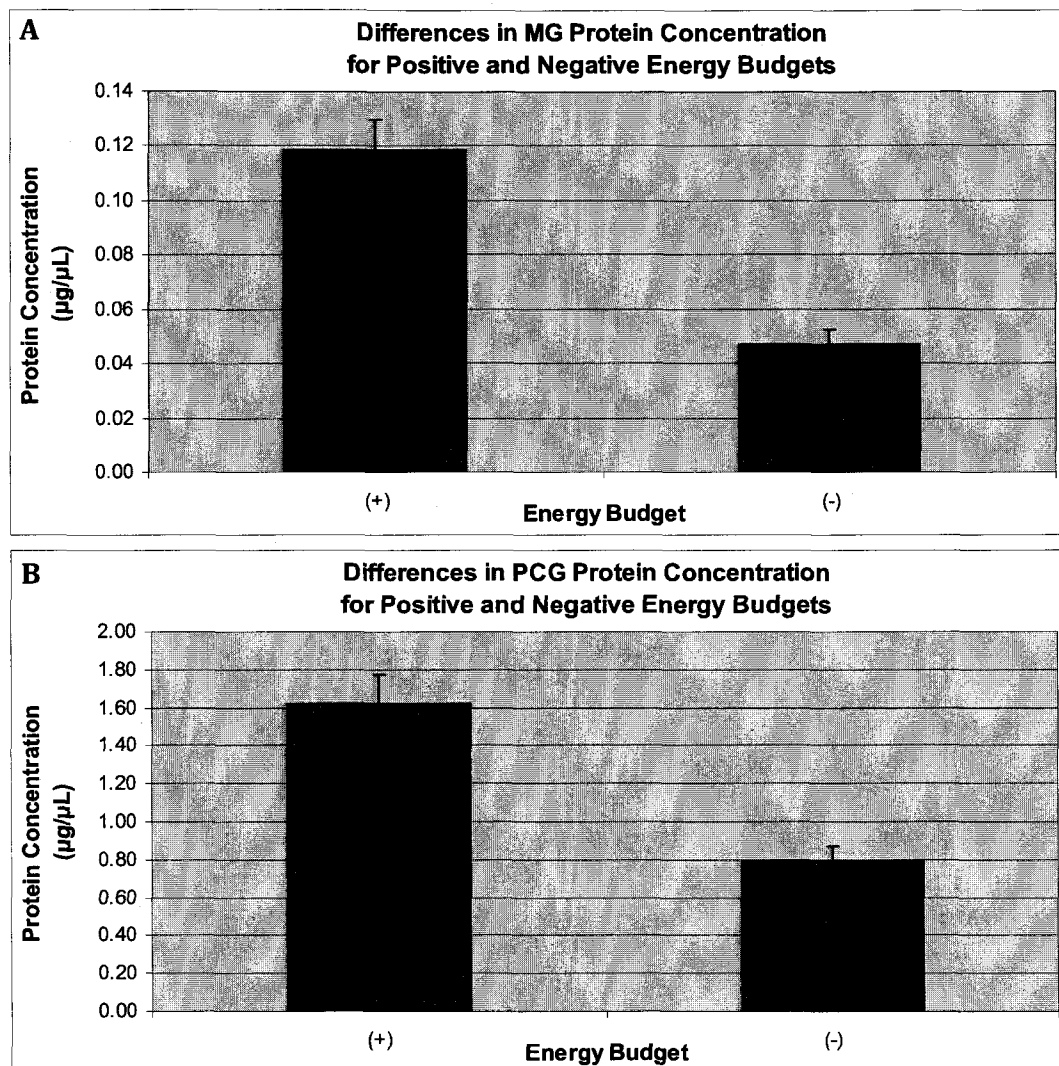 A
Differences in MG Protein Concentration
for Positive and Negative Energy Budgets
Protein Concentration
(µg/µL)
0.14
0.12
0.10
0.08
0.06
0.04
0.02
0.00
(+)
(-)
Energy Budget
B
Differences in PCG Protein Concentration
for Positive and Negative Energy Budgets
Protein Concentration
(µg/µL)
2.00
1.80
1.60
1.40
1.20
1.00
0.80
0.60
0.40
0.20
0.00
(+)
(-)
Energy Budget